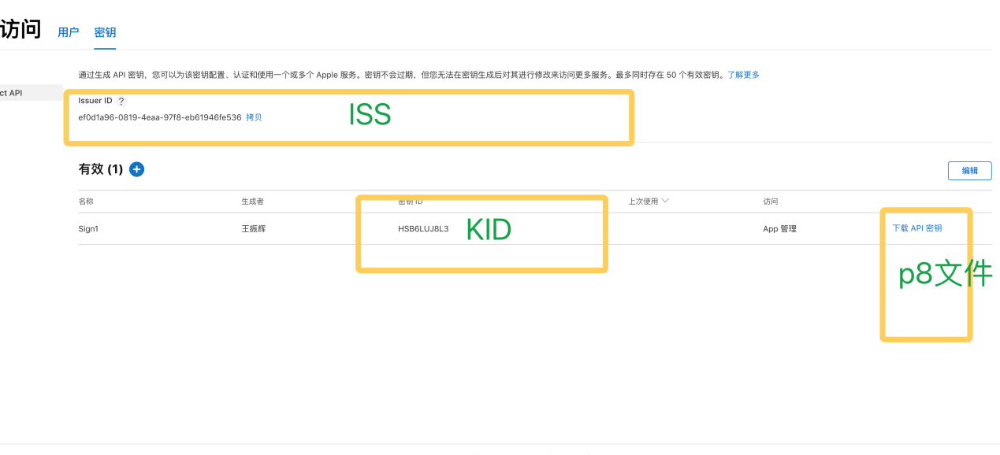 访问 用户 密钥
通过生成 API 密钥，您可以为该密钥配置、认证和使用一个或多个 Apple 服务。密钥不会过期，但您无法在密钥生成后对其进行修改来访问更多服务。最多同时存在 50 个有效密钥。了解更多
ct API
Issuer ID ?
ISS
ef0d1a96-0819-4eaa-97f8-eb61946fe536 拷贝
有效 (1) +
编辑
名称 生成者 密钥 ID 上次使用 访问
Sign1 王振辉 HSB6LUJ8L3 KID App 管理 下载 API 密钥
p8文件